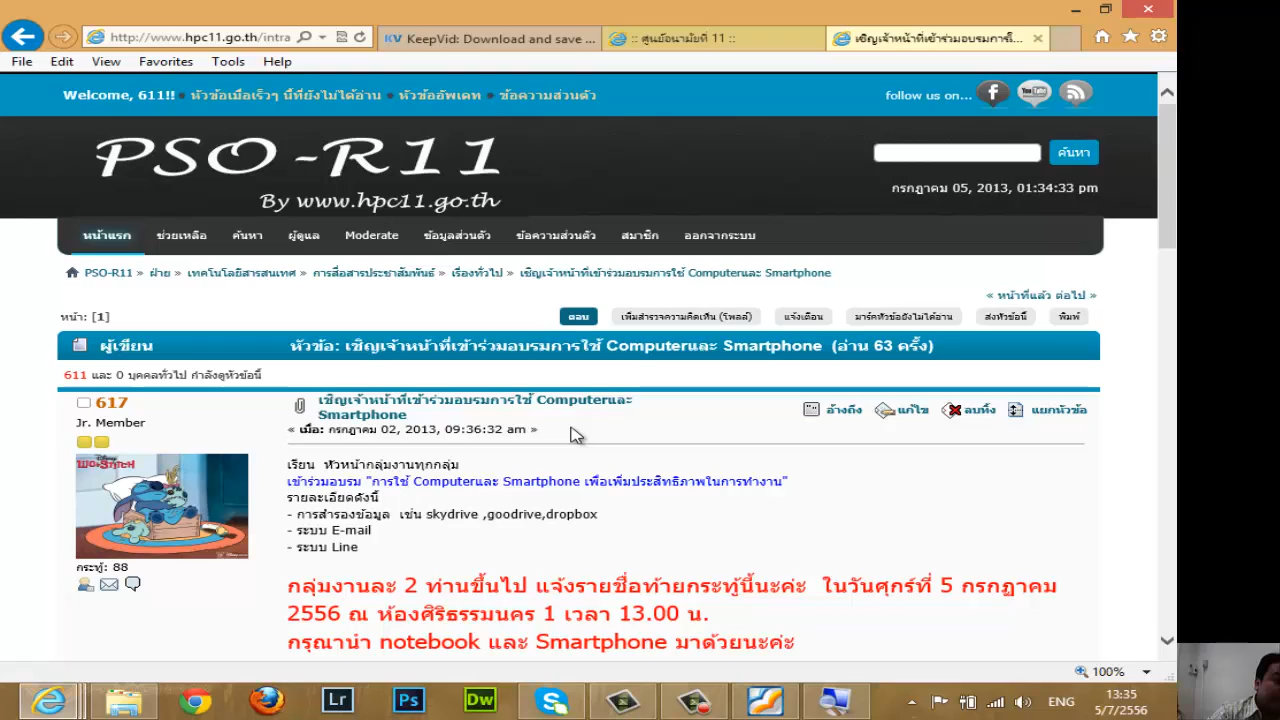 http://www.hpc11.go.th/intra
KeepVid: Download and save ...
:: ศูนย์อนามัยที่ 11 ::
เชิญเจ้าหน้าที่เข้าร่วมอบรมการใ...
File Edit View Favorites Tools Help
Welcome, 611!! หัวข้อเมื่อเร็วๆ นี้ที่ยังไม่ได้อ่าน หัวข้ออัพเดท ข้อความส่วนตัว
follow us on... f You Tube
PSO-R11
By www.hpc11.go.th
ค้นหา
กรกฎาคม 05, 2013, 01:34:33 pm
หน้าแรก ช่วยเหลือ ค้นหา ผู้ดูแล Moderate ข้อมูลส่วนตัว ข้อความส่วนตัว สมาชิก ออกจากระบบ
PSO-R11 » ฝ่าย » เทคโนโลยีสารสนเทศ » การสื่อสารประชาสัมพันธ์ » เรื่องทั่วไป » เชิญเจ้าหน้าที่เข้าร่วมอบรมการใช้ Computerและ Smartphone
« หน้าที่แล้ว ต่อไป »
หน้า: [1]
ตอบ เพิ่มสำรวจความคิดเห็น (โพลล์) แจ้งเตือน มาร์คหัวข้อยังไม่ได้อ่าน ส่งหัวข้อนี้ พิมพ์
ผู้เขียน หัวข้อ: เชิญเจ้าหน้าที่เข้าร่วมอบรมการใช้ Computerและ Smartphone (อ่าน 63 ครั้ง)
611 และ 0 บุคคลทั่วไป กำลังดูหัวข้อนี้
617
Jr. Member
กระทู้: 88
เชิญเจ้าหน้าที่เข้าร่วมอบรมการใช้ Computerและ
Smartphone
« เมื่อ: กรกฎาคม 02, 2013, 09:36:32 am »
อ้างถึง แก้ไข ลบทิ้ง แยกหัวข้อ
เรียน หัวหน้ากลุ่มงานทุกกลุ่ม
เข้าร่วมอบรม "การใช้ Computerและ Smartphone เพื่อเพิ่มประสิทธิภาพในการทำงาน"
รายละเอียดดังนี้
- การสำรองข้อมูล เช่น skydrive ,goodrive,dropbox
- ระบบ E-mail
- ระบบ Line
กลุ่มงานละ 2 ท่านขึ้นไป แจ้งรายชื่อท้ายกระทู้นี้นะค่ะ ในวันศุกร์ที่ 5 กรกฏาคม
2556 ณ ห้องศิริธรรมนคร 1 เวลา 13.00 น.
กรุณานำ notebook และ Smartphone มาด้วยนะค่ะ
100%
Lr Ps Dw
ENG
13:35
5/7/2556